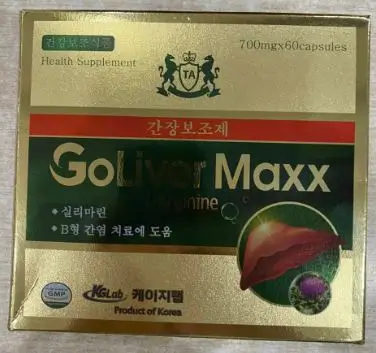 건강보조식품
Health Supplement
700mgx60capsules
TA
간장보조제
GoLiver Maxx
• 실리마린
• B형 간염 치료에 도움
GMP
KGLab 케이지랩
Product of Korea